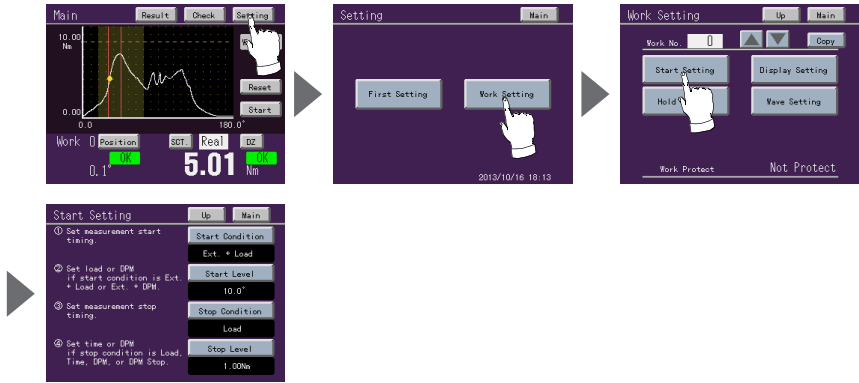 Main Result Check Setting
10.00
Nm
Reset
0.00 Start
0.0 180.0°
Work 0 Position SCT. Real DZ
OK OK
0.1° 5.01 Nm
Setting Main
First Setting Work Setting
2013/10/16 18:13
Work Setting Up Main
Work No. 0 Copy
Start Setting Display Setting
Hold Wave Setting
Work Protect Not Protect
Start Setting Up Main
① Set measurement start
timing.
Start Condition
Ext. + Load
② Set load or DPM
if start condition is Ext.
+ Load or Ext. + DPM.
Start Level
10.0°
③ Set measurement stop
timing.
Stop Condition
Load
④ Set time or DPM
if stop condition is Load,
Time, DPM, or DPM Stop.
Stop Level
1.00Nm